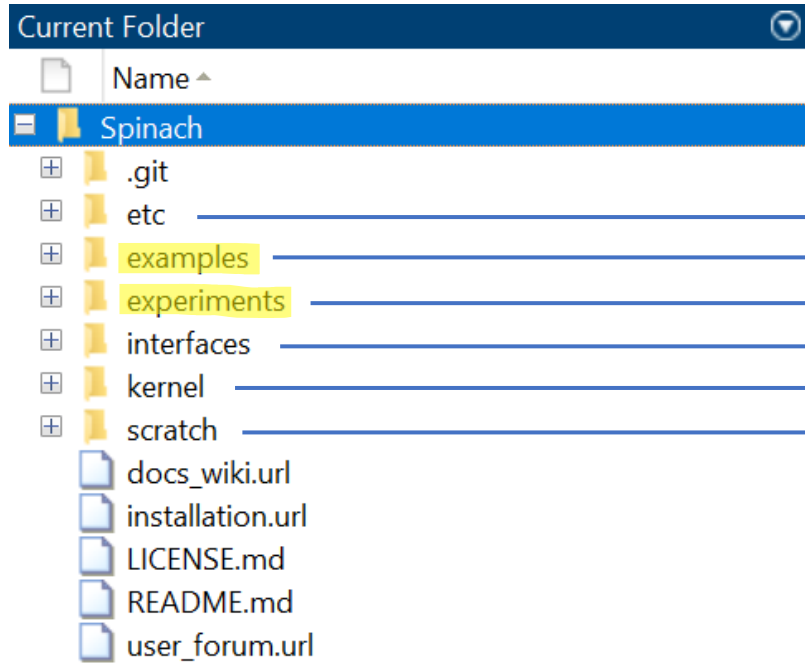 Current Folder
Name
Spinach
.git
etc
examples
experiments
interfaces
kernel
scratch
docs_wiki.url
installation.url
LICENSE.md
README.md
user_forum.url